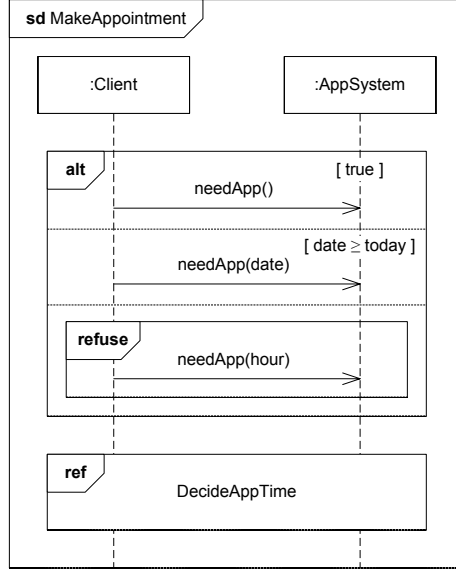 sd MakeAppointment
:Client
:AppSystem
alt
[ true ]
needApp()
[ date ≥ today ]
needApp(date)
refuse
needApp(hour)
ref
DecideAppTime